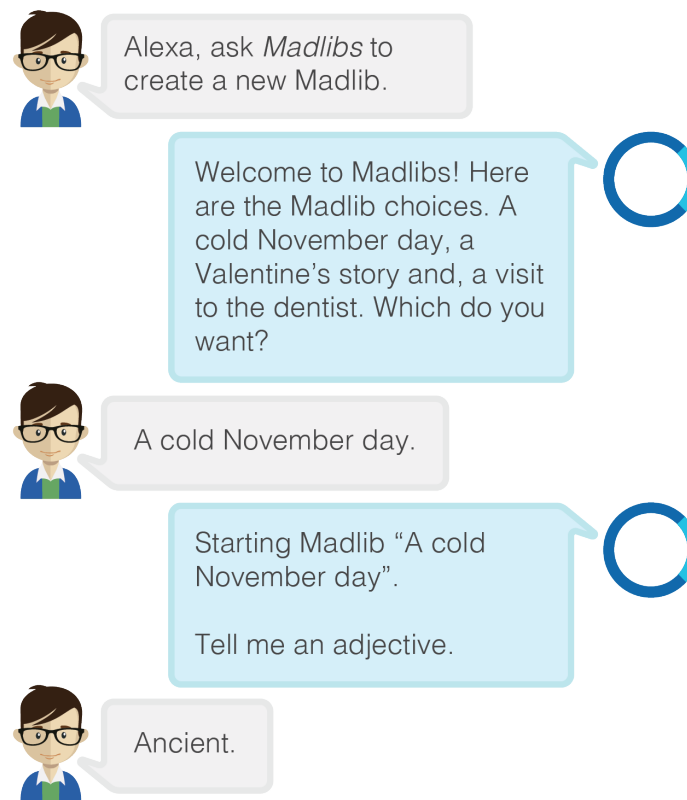 Alexa, ask Madlibs to
create a new Madlib.
Welcome to Madlibs! Here
are the Madlib choices. A
cold November day, a
Valentine’s story and, a visit
to the dentist. Which do you
want?
A cold November day.
Starting Madlib “A cold
November day”.
Tell me an adjective.
Ancient.